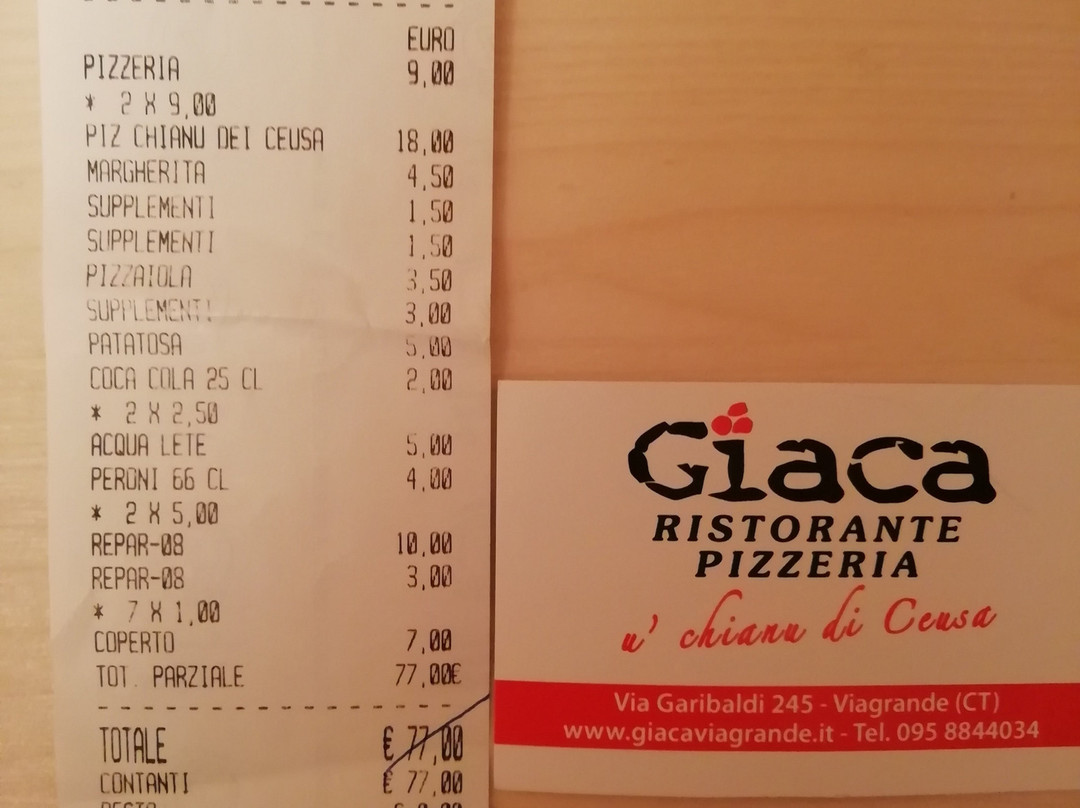 EURO
PIZZERIA 9,00
* 2 X 9,00
PIZ CHIANU DEI CEUSA 18,00
MARGHERITA 4,50
SUPPLEMENTI 1,50
SUPPLEMENTI 1,50
PIZZAIOLA 3,50
SUPPLEMENTI 3,00
PATATOSA 5,00
COCA COLA 25 CL 2,00
* 2 X 2,50
ACQUA LETE 5,00
PERONI 66 CL 4,00
* 2 X 5,00
REPAR-08 10,00
REPAR-08 3,00
* 7 X 1,00
COPERTO 7,00
TOT. PARZIALE 77,00€
TOTALE € 77,00
CONTANTI € 77,00
Giaca
RISTORANTE
PIZZERIA
u' chianu di Ceusa
Via Garibaldi 245 - Viagrande (CT)
www.giacaviagrande.it - Tel. 095 8844034